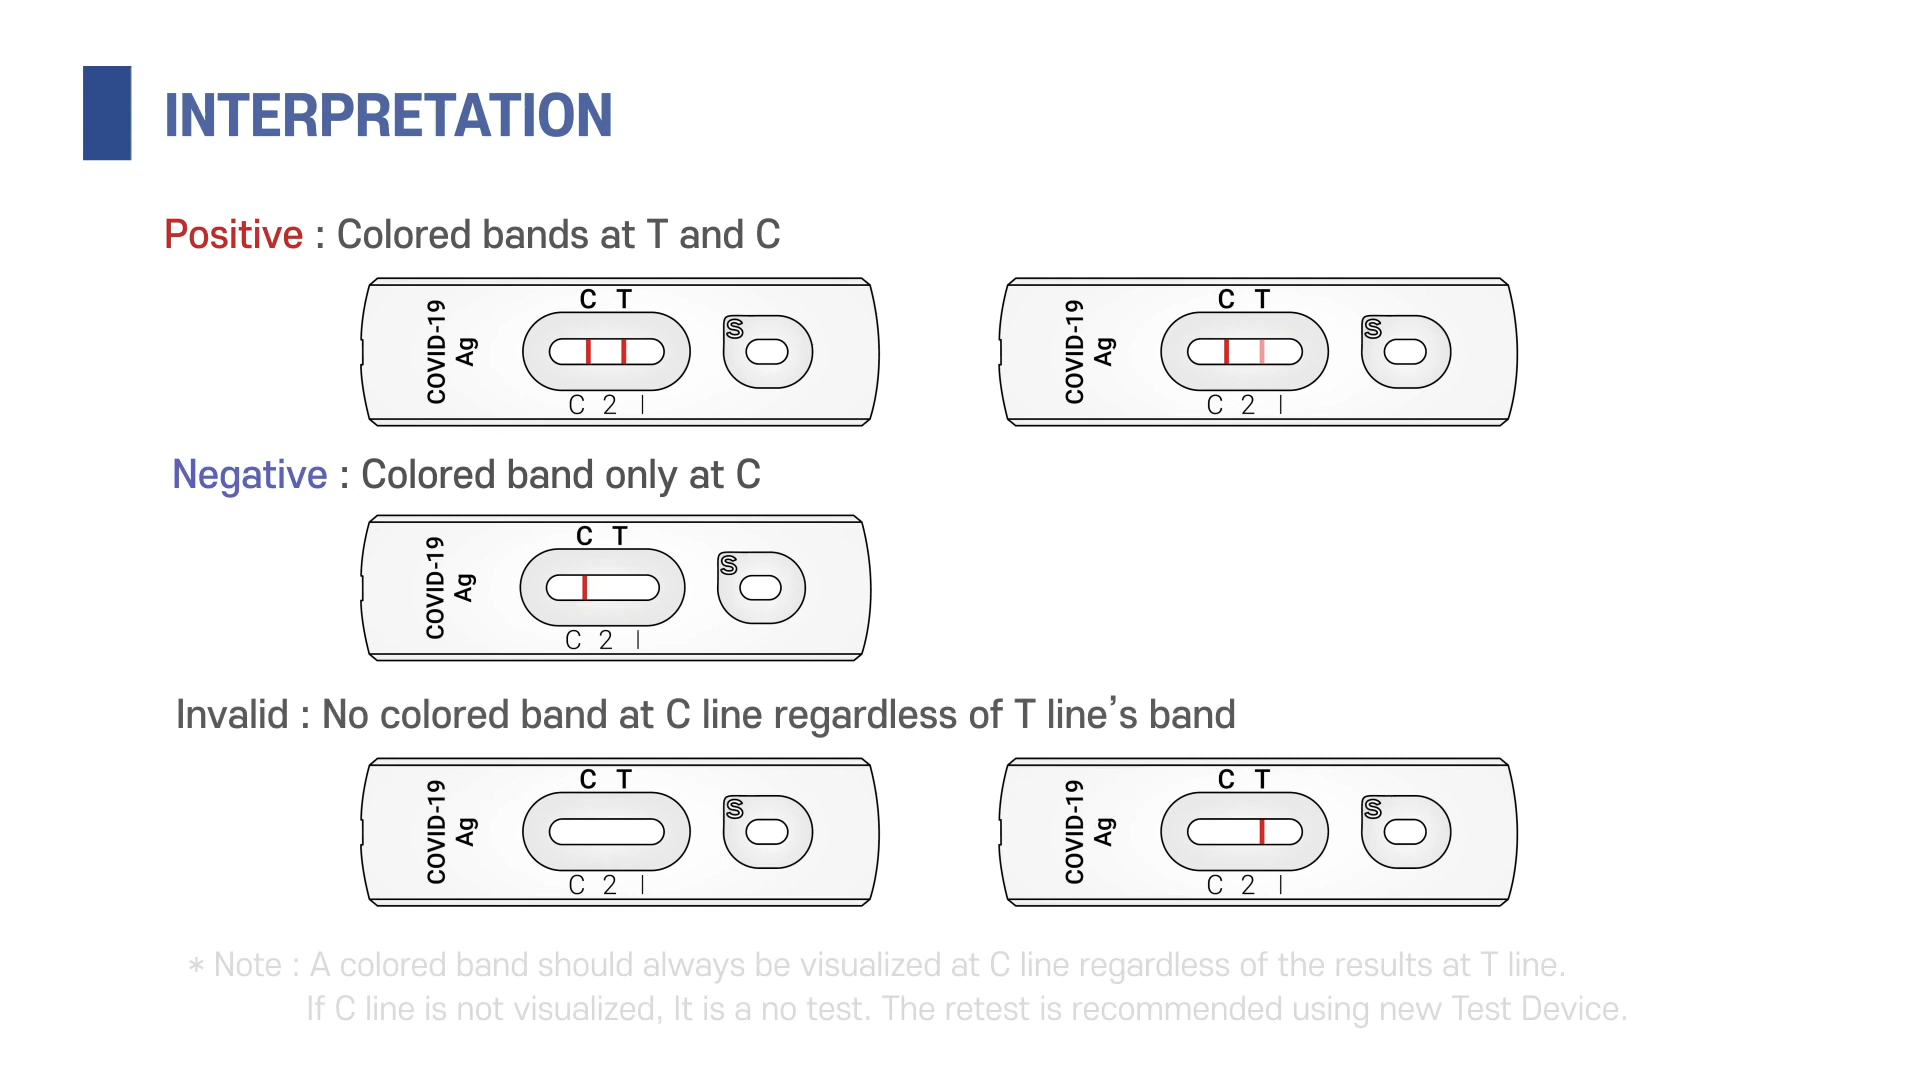 INTERPRETATION
Positive : Colored bands at T and C
C T
COVID-19
Ag
S
C 2 I
C T
COVID-19
Ag
S
C 2 I
Negative : Colored band only at C
C T
COVID-19
Ag
S
C 2 I
Invalid : No colored band at C line regardless of T line’s band
C T
COVID-19
Ag
S
C 2 I
C T
COVID-19
Ag
S
C 2 I
* Note : A colored band should always be visualized at C line regardless of the results at T line.
If C line is not visualized, It is a no test. The retest is recommended using new Test Device.